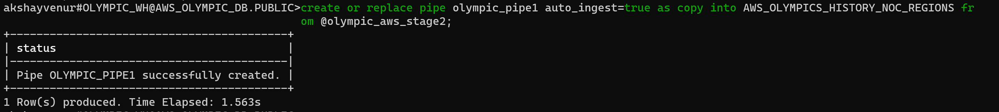 akshayvenur#OLYMPIC_WH@AWS_OLYMPIC_DB.PUBLIC>create or replace pipe olympic_pipe1 auto_ingest=true as copy into AWS_OLYMPICS_HISTORY_NOC_REGIONS fr
om @olympic_aws_stage2;
+------------------------------------------+
| status                                   |
|------------------------------------------|
| Pipe OLYMPIC_PIPE1 successfully created. |
+------------------------------------------+
1 Row(s) produced. Time Elapsed: 1.563s